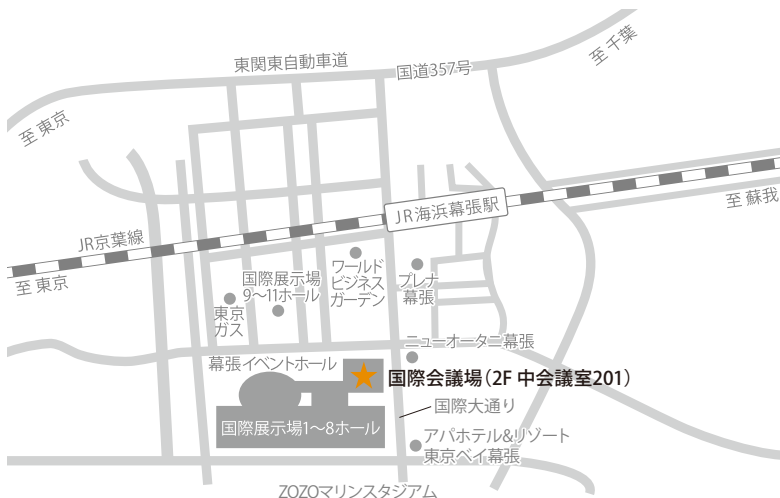 東関東自動車道
国道357号
至 千葉
至 東京
JR海浜幕張駅
至 蘇我
JR京葉線
至 東京
国際展示場
9〜11ホール
ワールド
ビジネス
ガーデン
プレナ
幕張
東京
ガス
ニューオータニ幕張
幕張イベントホール
国際会議場(2F 中会議室201)
国際大通り
国際展示場1〜8ホール
アパホテル&リゾート
東京ベイ幕張
ZOZOマリンスタジアム